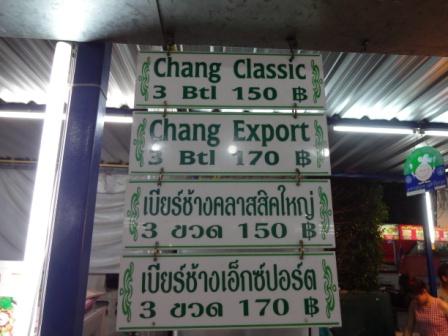 Chang Classic
3 Btl 150 ฿
Chang Export
3 Btl 170 ฿
เบียร์ช้างคลาสสิคใหญ่
3 ขวด 150 ฿
เบียร์ช้างเอ็กซ์ปอร์ต
3 ขวด 170 ฿